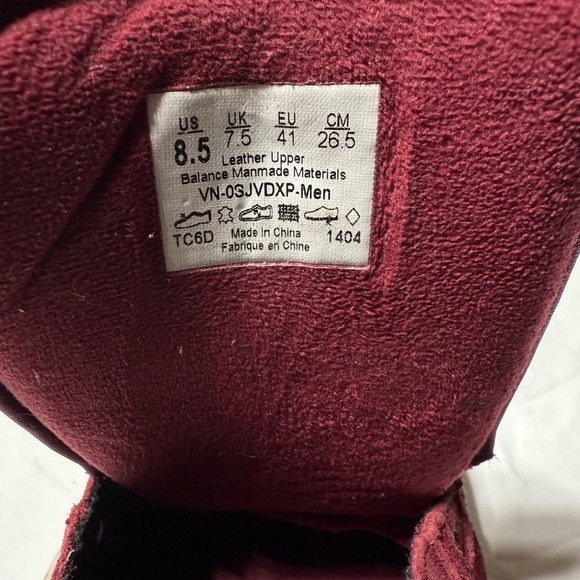 US UK EU CM
8.5 7.5 41 26.5
Leather Upper
Balance Manmade Materials
VN-0SJVDXP-Men
TC6D Made in China 1404
Fabrique en Chine